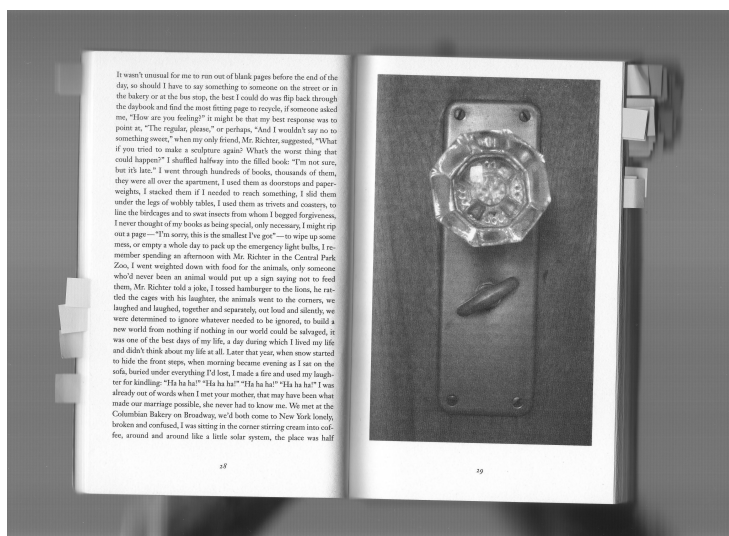 It wasn't unusual for me to run out of blank pages before the end of the
day, so should I have to say something to someone on the street or in
the bakery or at the bus stop, the best I could do was flip back through
the daybook and find the most fitting page to recycle, if someone asked
me, "How are you feeling?" it might be that my best response was to
point at, "The regular, please," or perhaps, "And I wouldn't say no to
something sweet," when my only friend, Mr. Richter, suggested, "What
if you tried to make a sculpture again? What's the worst thing that
could happen?" I shuffled halfway into the filled book: "I'm not sure,
but it's late." I went through hundreds of books, thousands of them,
they were all over the apartment, I used them as doorstops and paper-
weights, I stacked them if I needed to reach something, I slid them
under the legs of wobbly tables, I used them as trivets and coasters, to
line the birdcages and to swat insects from whom I begged forgiveness,
I never thought of my books as being special, only necessary, I might rip
out a page—"I'm sorry, this is the smallest I've got"—to wipe up some
mess, or empty a whole day to pack up the emergency light bulbs, I re-
member spending an afternoon with Mr. Richter in the Central Park
Zoo, I went weighted down with food for the animals, only someone
who'd never been an animal would put up a sign saying not to feed
them, Mr. Richter told a joke, I tossed hamburger to the lions, he rat-
tled the cages with his laughter, the animals went to the corners, we
laughed and laughed, together and separately, out loud and silently, we
were determined to ignore whatever needed to be ignored, to build a
new world from nothing if nothing in our world could be salvaged, it
was one of the best days of my life, a day during which I lived my life
and didn't think about my life at all. Later that year, when snow started
to hide the front steps, when morning became evening as I sat on the
sofa, buried under everything I'd lost, I made a fire and used my laugh-
ter for kindling: "Ha ha ha!" "Ha ha ha!" "Ha ha ha!" "Ha ha ha!" I was
already out of words when I met your mother, that may have been what
made our marriage possible, she never had to know me. We met at the
Columbian Bakery on Broadway, we'd both come to New York lonely,
broken and confused, I was sitting in the corner stirring cream into cof-
fee, around and around like a little solar system, the place was half
28
29